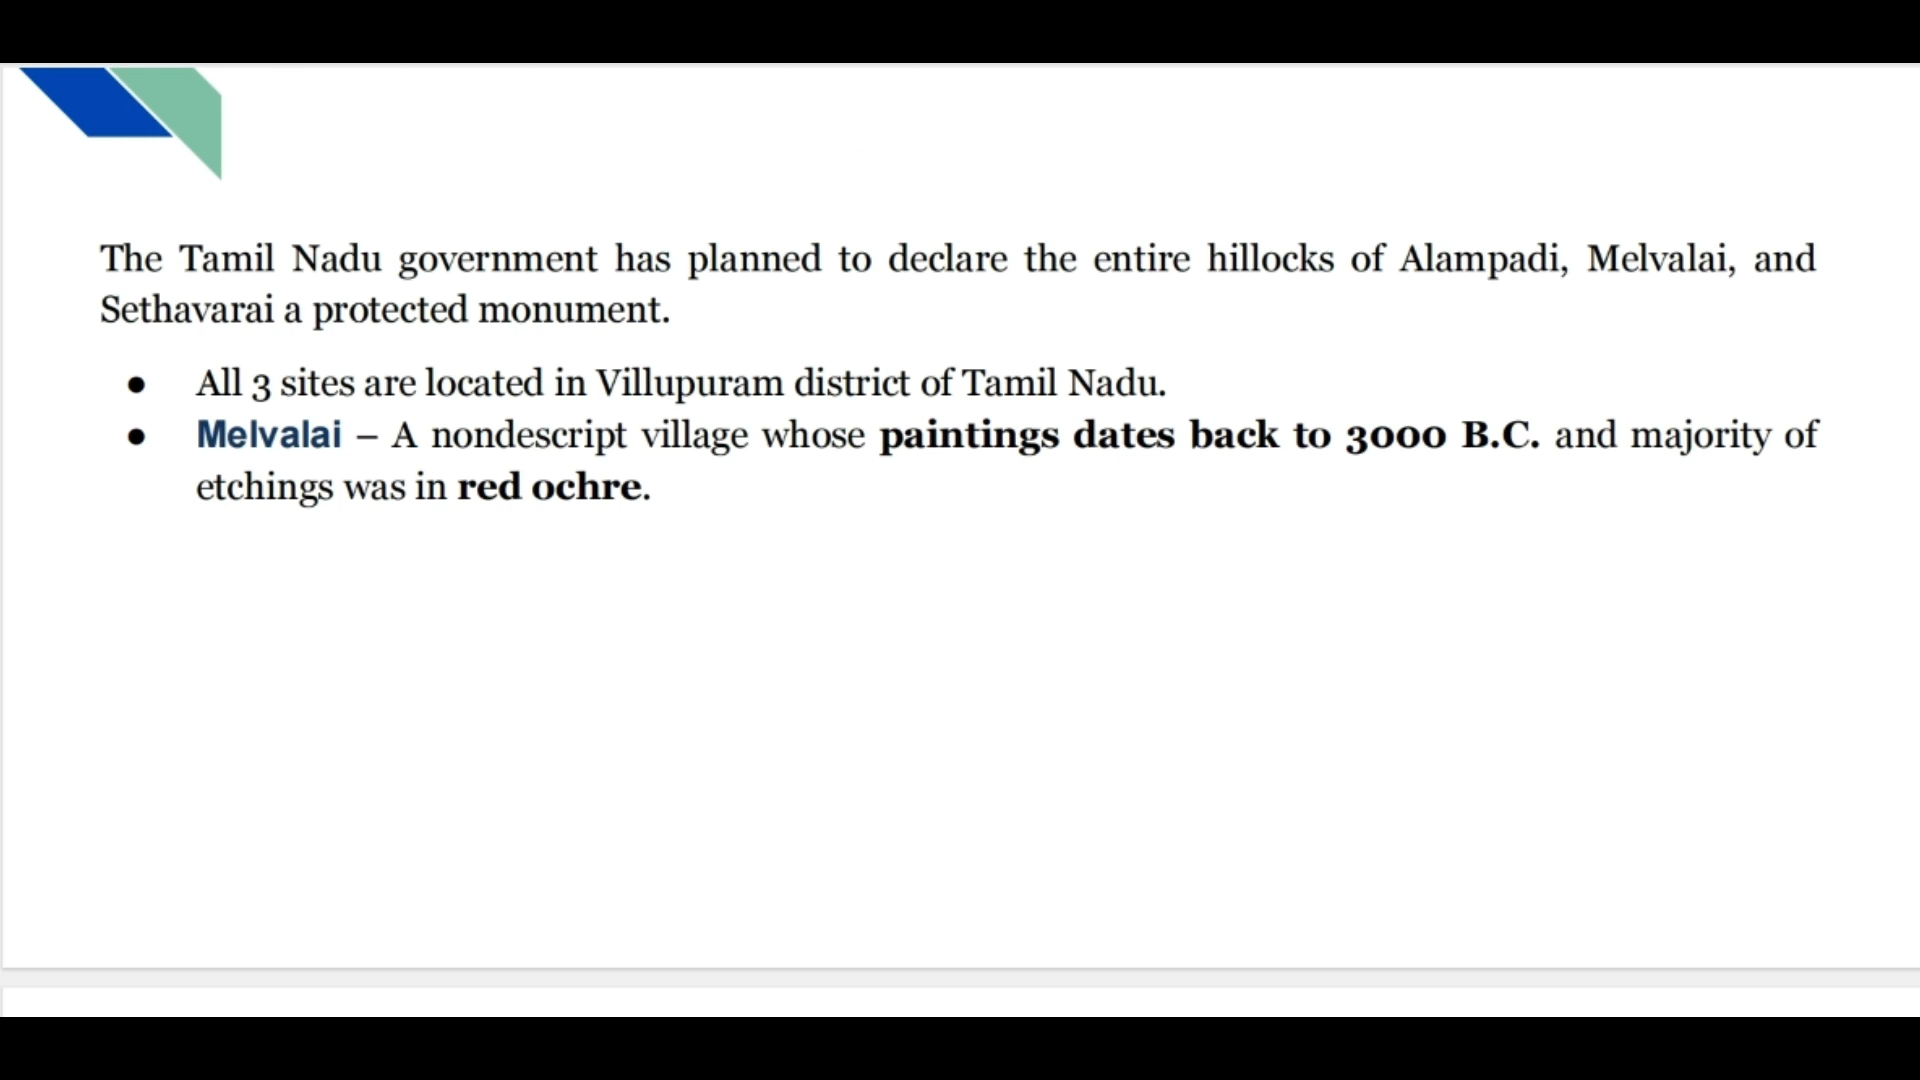 The Tamil Nadu government has planned to declare the entire hillocks of Alampadi, Melvalai, and
Sethavarai a protected monument.
● All 3 sites are located in Villupuram district of Tamil Nadu.
● Melvalai – A nondescript village whose paintings dates back to 3000 B.C. and majority of
etchings was in red ochre.